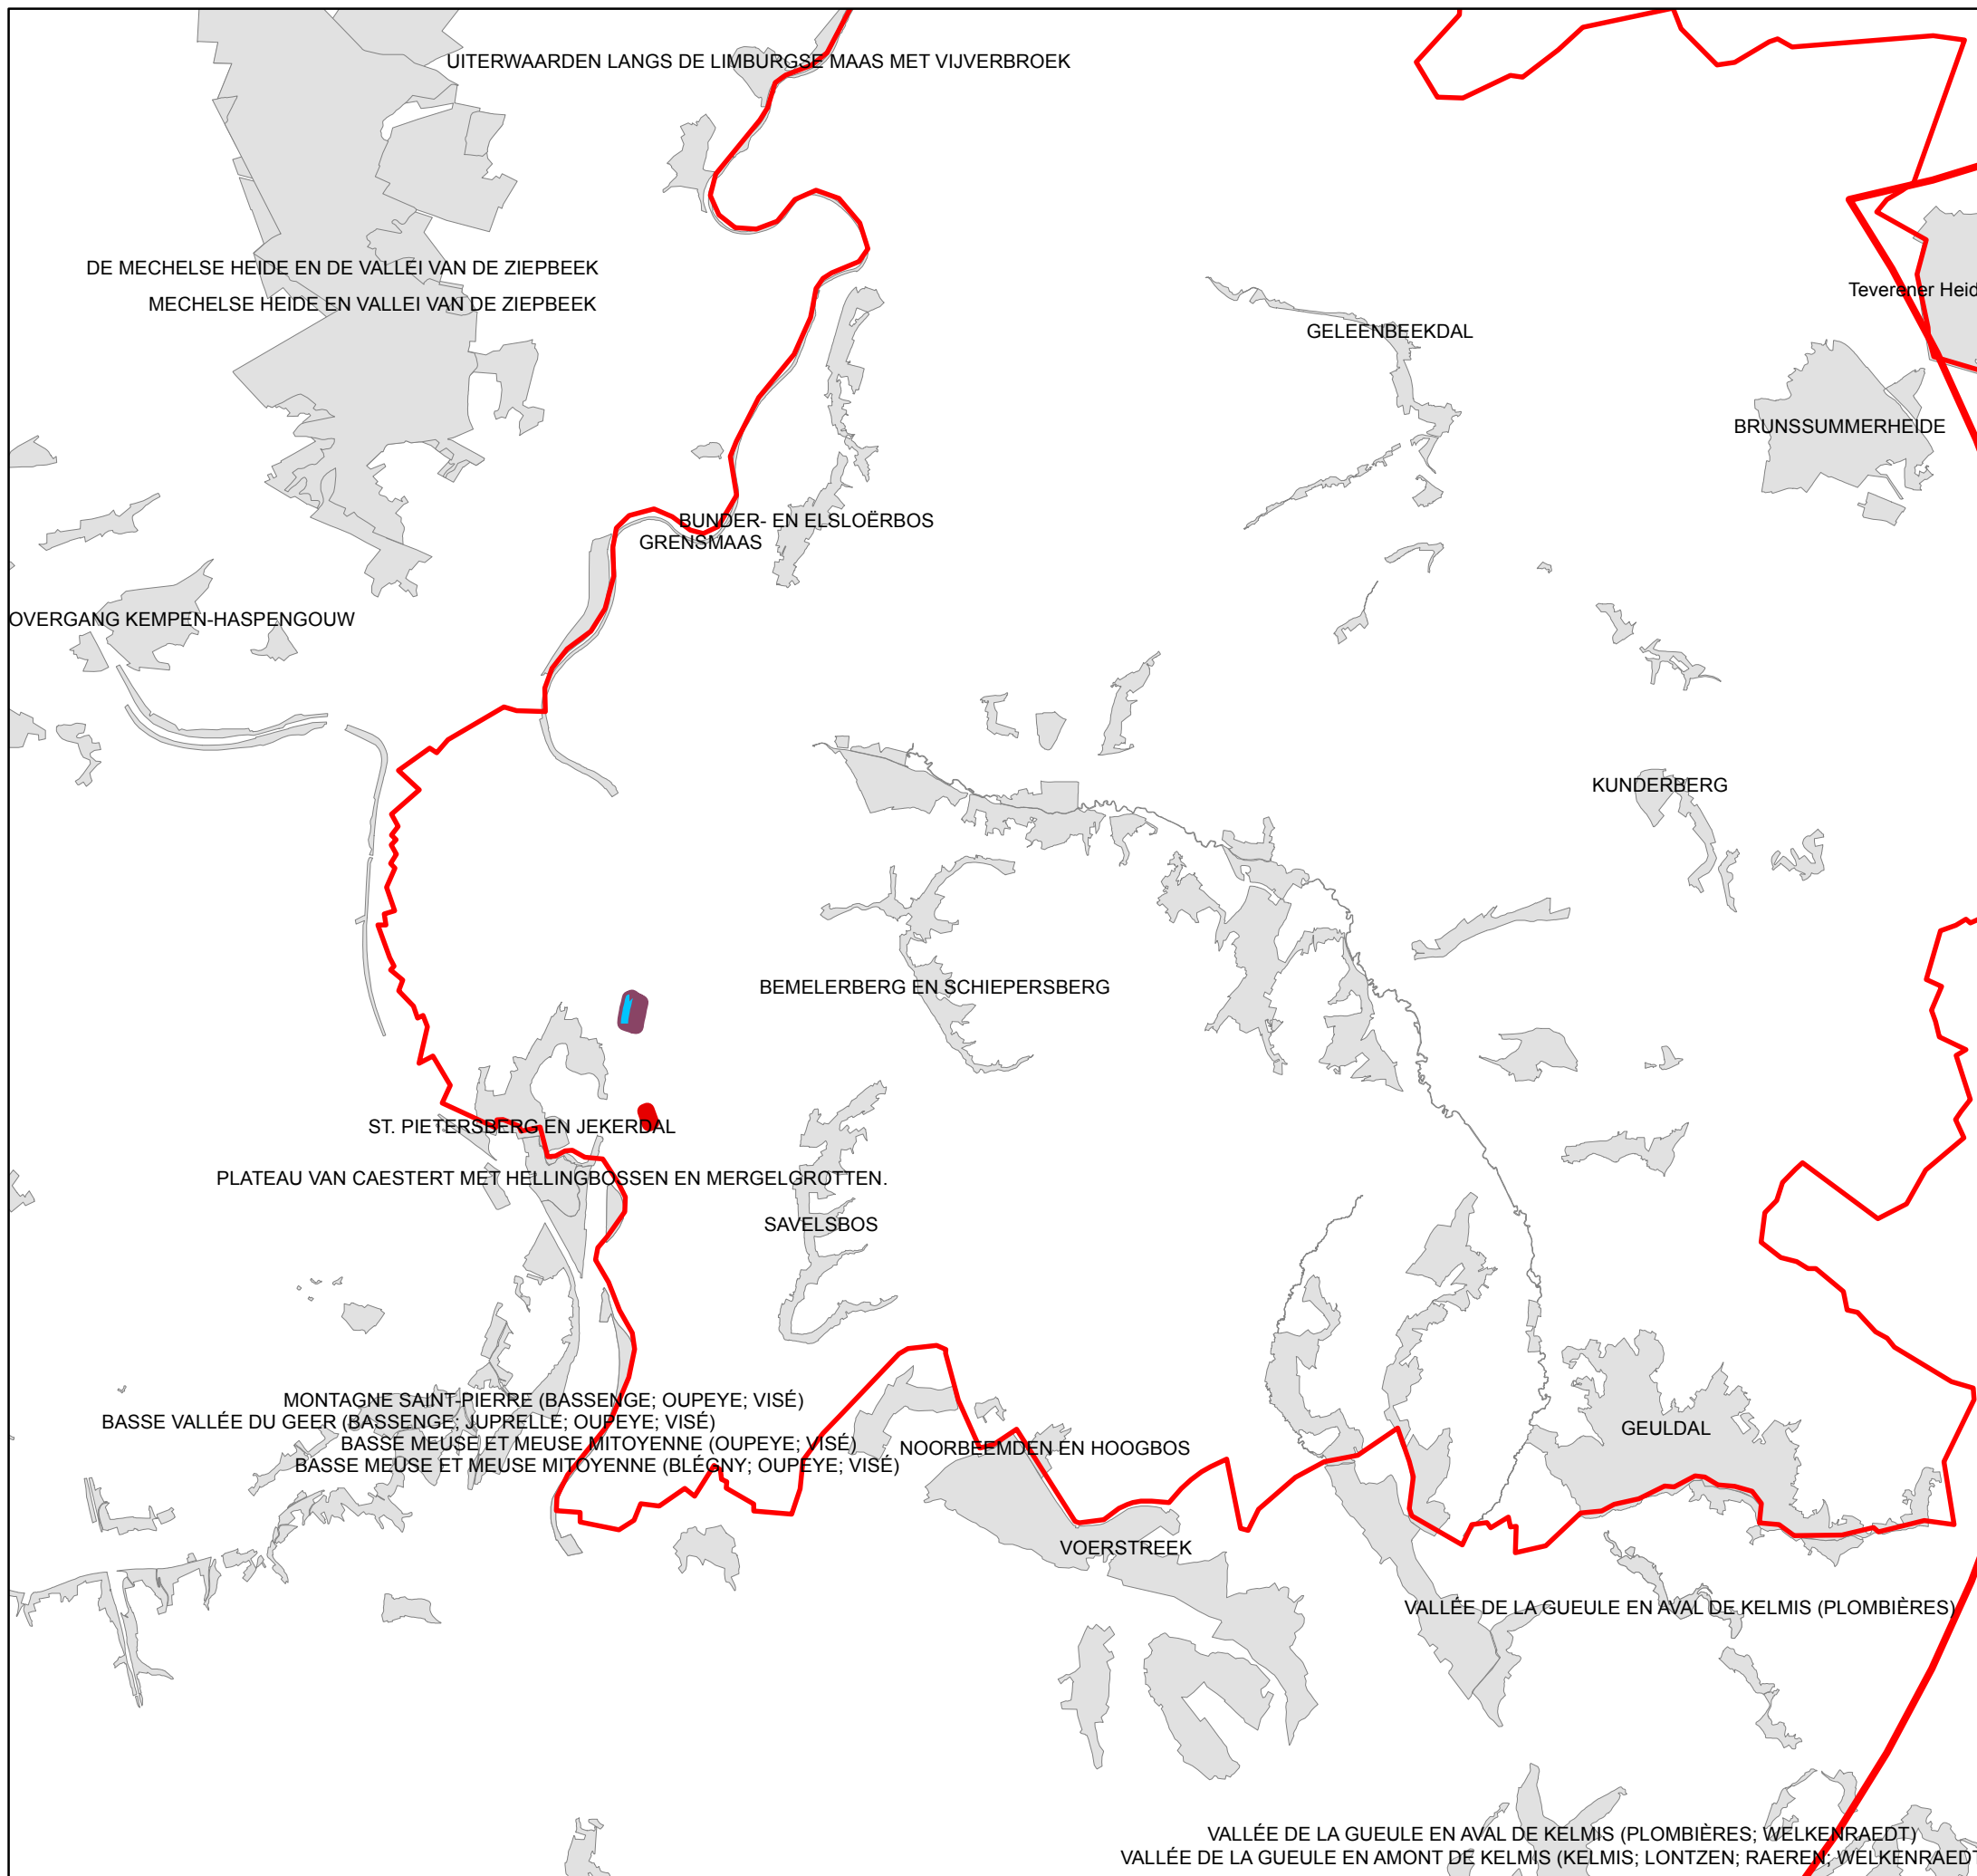 UITERWAARDEN LANGS DE LIMBURGSE MAAS MET VIJVERBROEK
DE MECHELSE HEIDE EN DE VALLEI VAN DE ZIEPBEEK
Teverener Heid
MECHELSE HEIDE EN VALLEI VAN DE ZIEPBEEK
GELEENBEEKDAL
BRUNSSUMMERHEIDE
BUNDER- EN ELSLOËRBOS
GRENSMAAS
OVERGANG KEMPEN-HASPENGOUW
KUNDERBERG
BEMELERBERG EN SCHIEPERSBERG
ST. PIETERSBERG EN JEKERDAL
PLATEAU VAN CAESTERT MET HELLINGBOSSEN EN MERGELGROTTEN.
SAVELSBOS
MONTAGNE SAINT-PIERRE (BASSENGE; OUPEYE; VISÉ)
BASSE VALLÉE DU GEER (BASSENGE; JUPRELLE; OUPEYE; VISÉ)
GEULDAL
BASSE MEUSE ET MEUSE MITOYENNE (OUPEYE; VISÉ)
NOORBEEMDEN EN HOOGBOS
BASSE MEUSE ET MEUSE MITOYENNE (BLÉGNY; OUPEYE; VISÉ)
VOERSTREEK
VALLÉE DE LA GUEULE EN AVAL DE KELMIS (PLOMBIÈRES)
VALLÉE DE LA GUEULE EN AVAL DE KELMIS (PLOMBIÈRES; WELKENRAEDT)
VALLÉE DE LA GUEULE EN AMONT DE KELMIS (KELMIS; LONTZEN; RAEREN; WELKENRAEDT